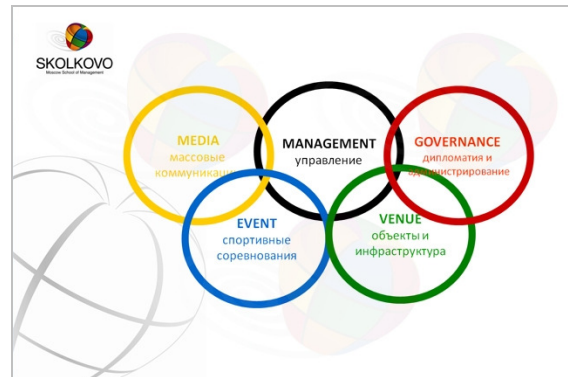 SKOLKOVO
Moscow School of Management
MEDIA
массовые
коммуникации
MANAGEMENT
управление
GOVERNANCE
дипломатия и
администрирование
EVENT
спортивные
соревнования
VENUE
объекты и
инфраструктура